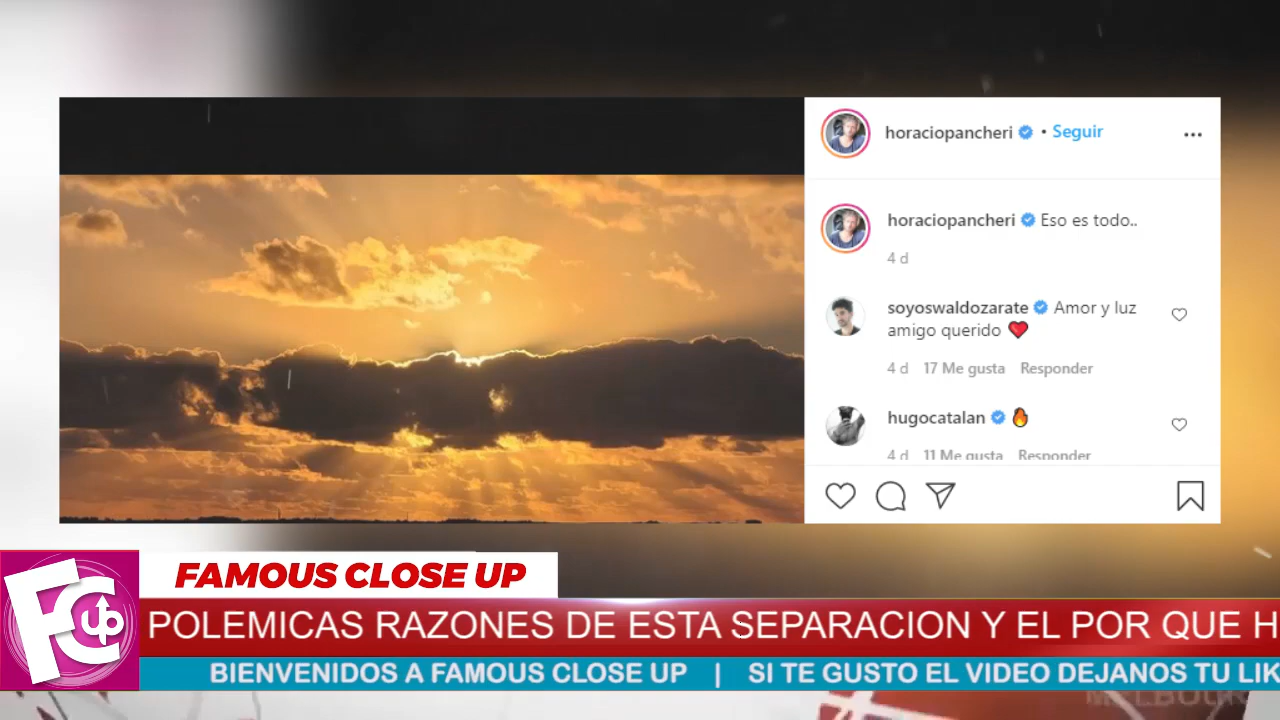 horaciopancheri • Seguir
horaciopancheri Eso es todo..
4 d
soyoswaldozarate Amor y luz
amigo querido ❤️
4 d 17 Me gusta Responder
hugocatalan 🔥
4 d 11 Me gusta Responder
FAMOUS CLOSE UP
FC up
POLEMICAS RAZONES DE ESTA SEPARACION Y EL POR QUE H
BIENVENIDOS A FAMOUS CLOSE UP | SI TE GUSTO EL VIDEO DEJANOS TU LIK